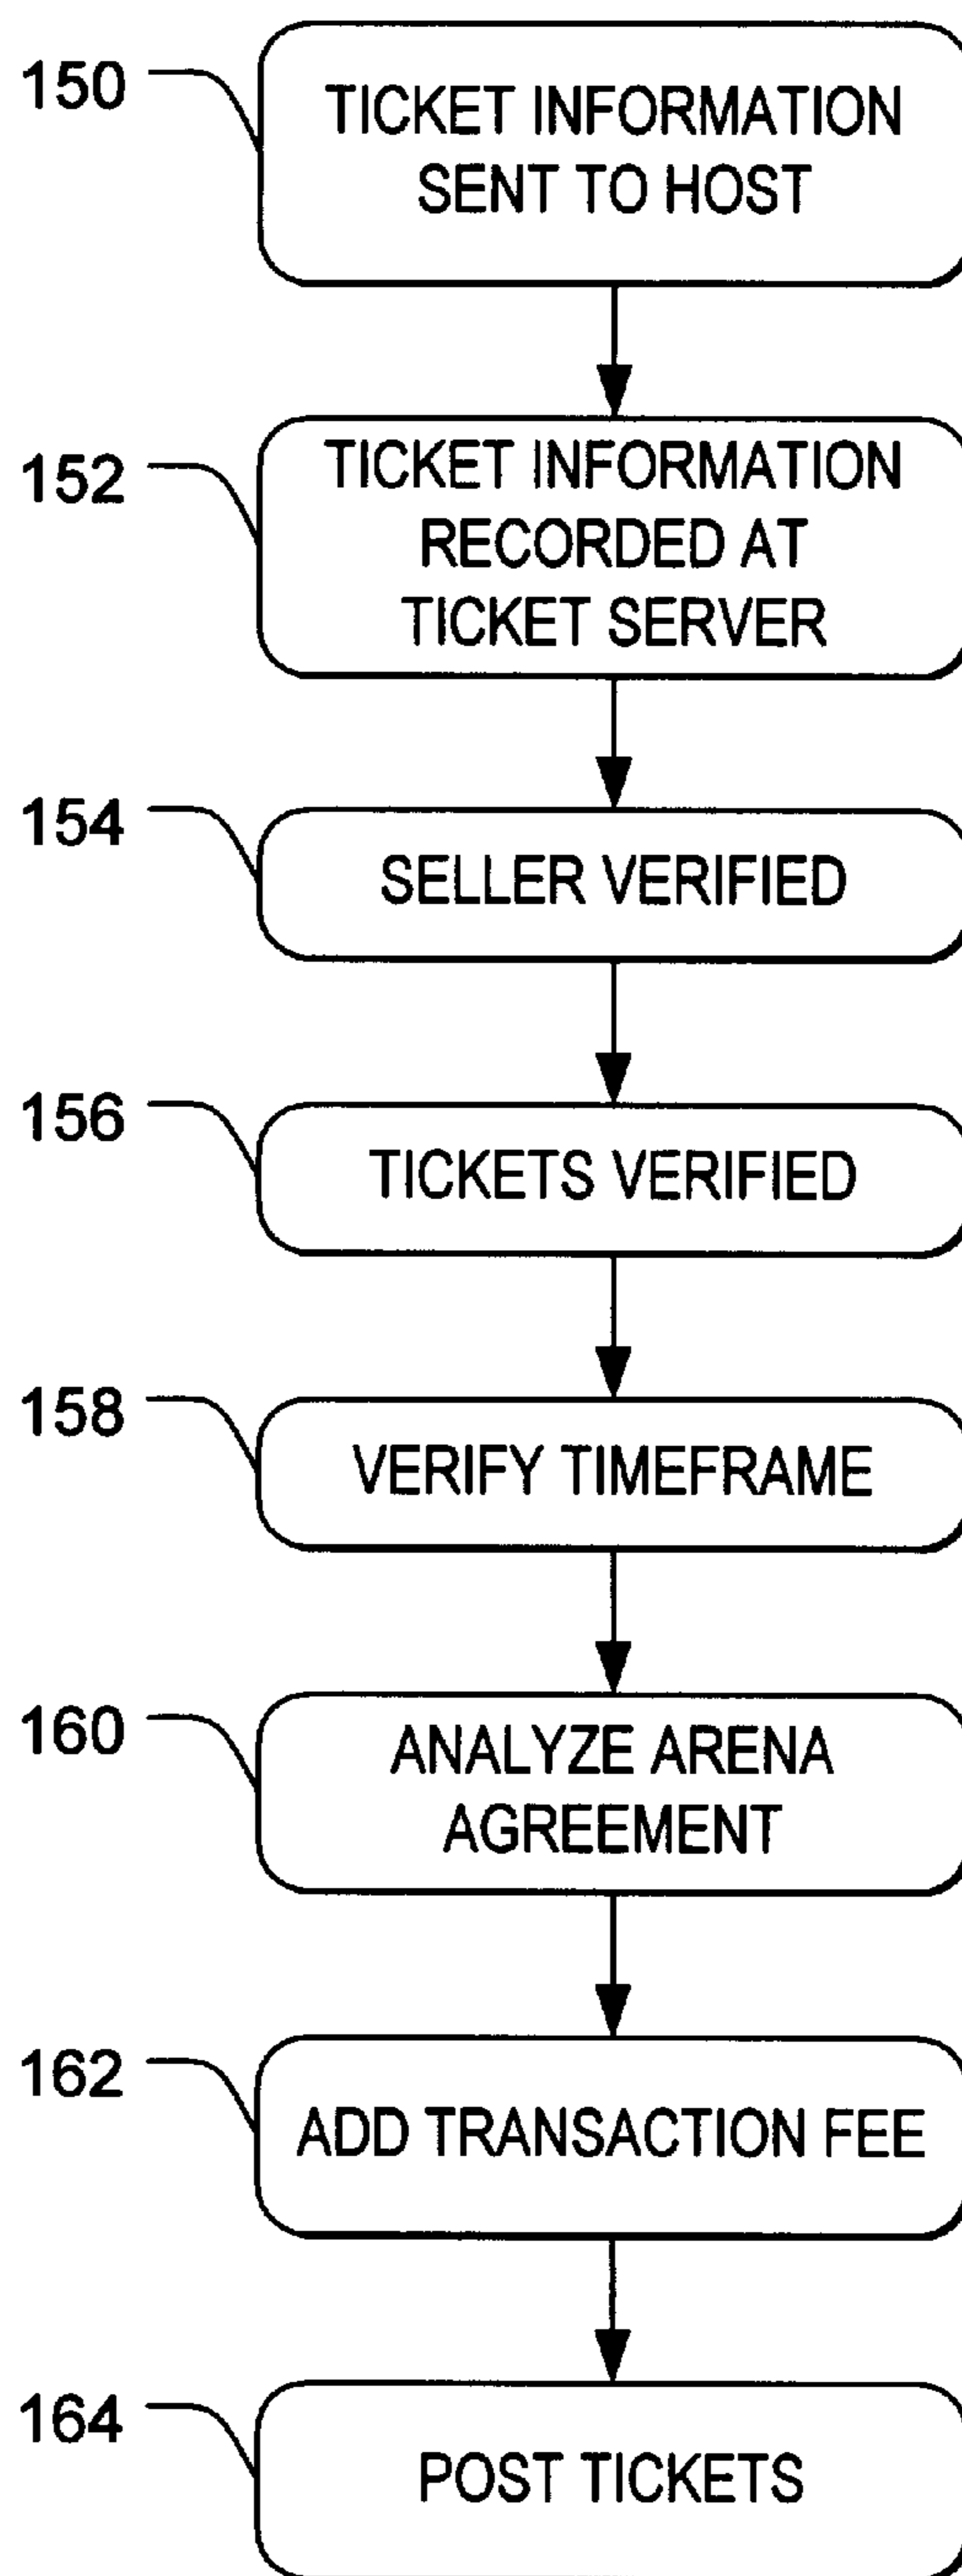 150
TICKET INFORMATION
SENT TO HOST
152
TICKET INFORMATION
RECORDED AT
TICKET SERVER
154
SELLER VERIFIED
156
TICKETS VERIFIED
158
VERIFY TIMEFRAME
160
ANALYZE ARENA
AGREEMENT
162
ADD TRANSACTION FEE
164
POST TICKETS